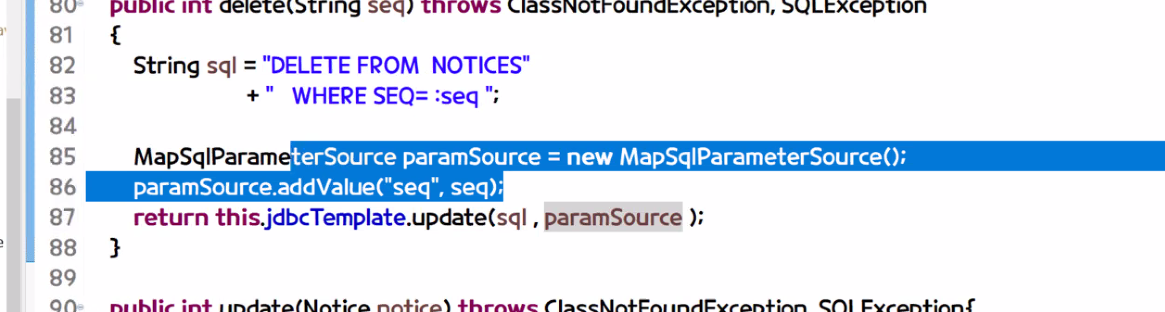 80 public int delete(String seq) throws ClassNotFoundException, SQLException
81 {
82 String sql = "DELETE FROM  NOTICES"
83 + "   WHERE SEQ= :seq ";
84
85 MapSqlParameterSource paramSource = new MapSqlParameterSource();
86 paramSource.addValue("seq", seq);
87 return this.jdbcTemplate.update(sql , paramSource );
88 }
89
90 public int update(Notice notice) throws ClassNotFoundException, SQLException{